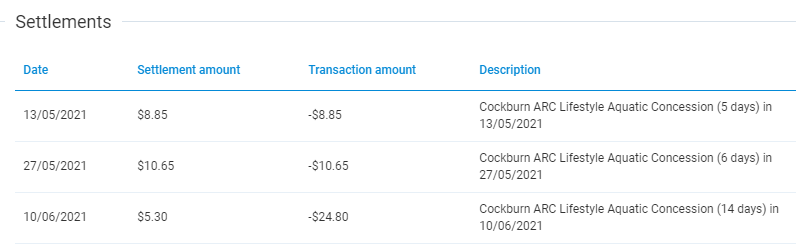 Settlements
Date Settlement amount Transaction amount Description
13/05/2021 $8.85 -$8.85 Cockburn ARC Lifestyle Aquatic Concession (5 days) in
13/05/2021
27/05/2021 $10.65 -$10.65 Cockburn ARC Lifestyle Aquatic Concession (6 days) in
27/05/2021
10/06/2021 $5.30 -$24.80 Cockburn ARC Lifestyle Aquatic Concession (14 days) in
10/06/2021